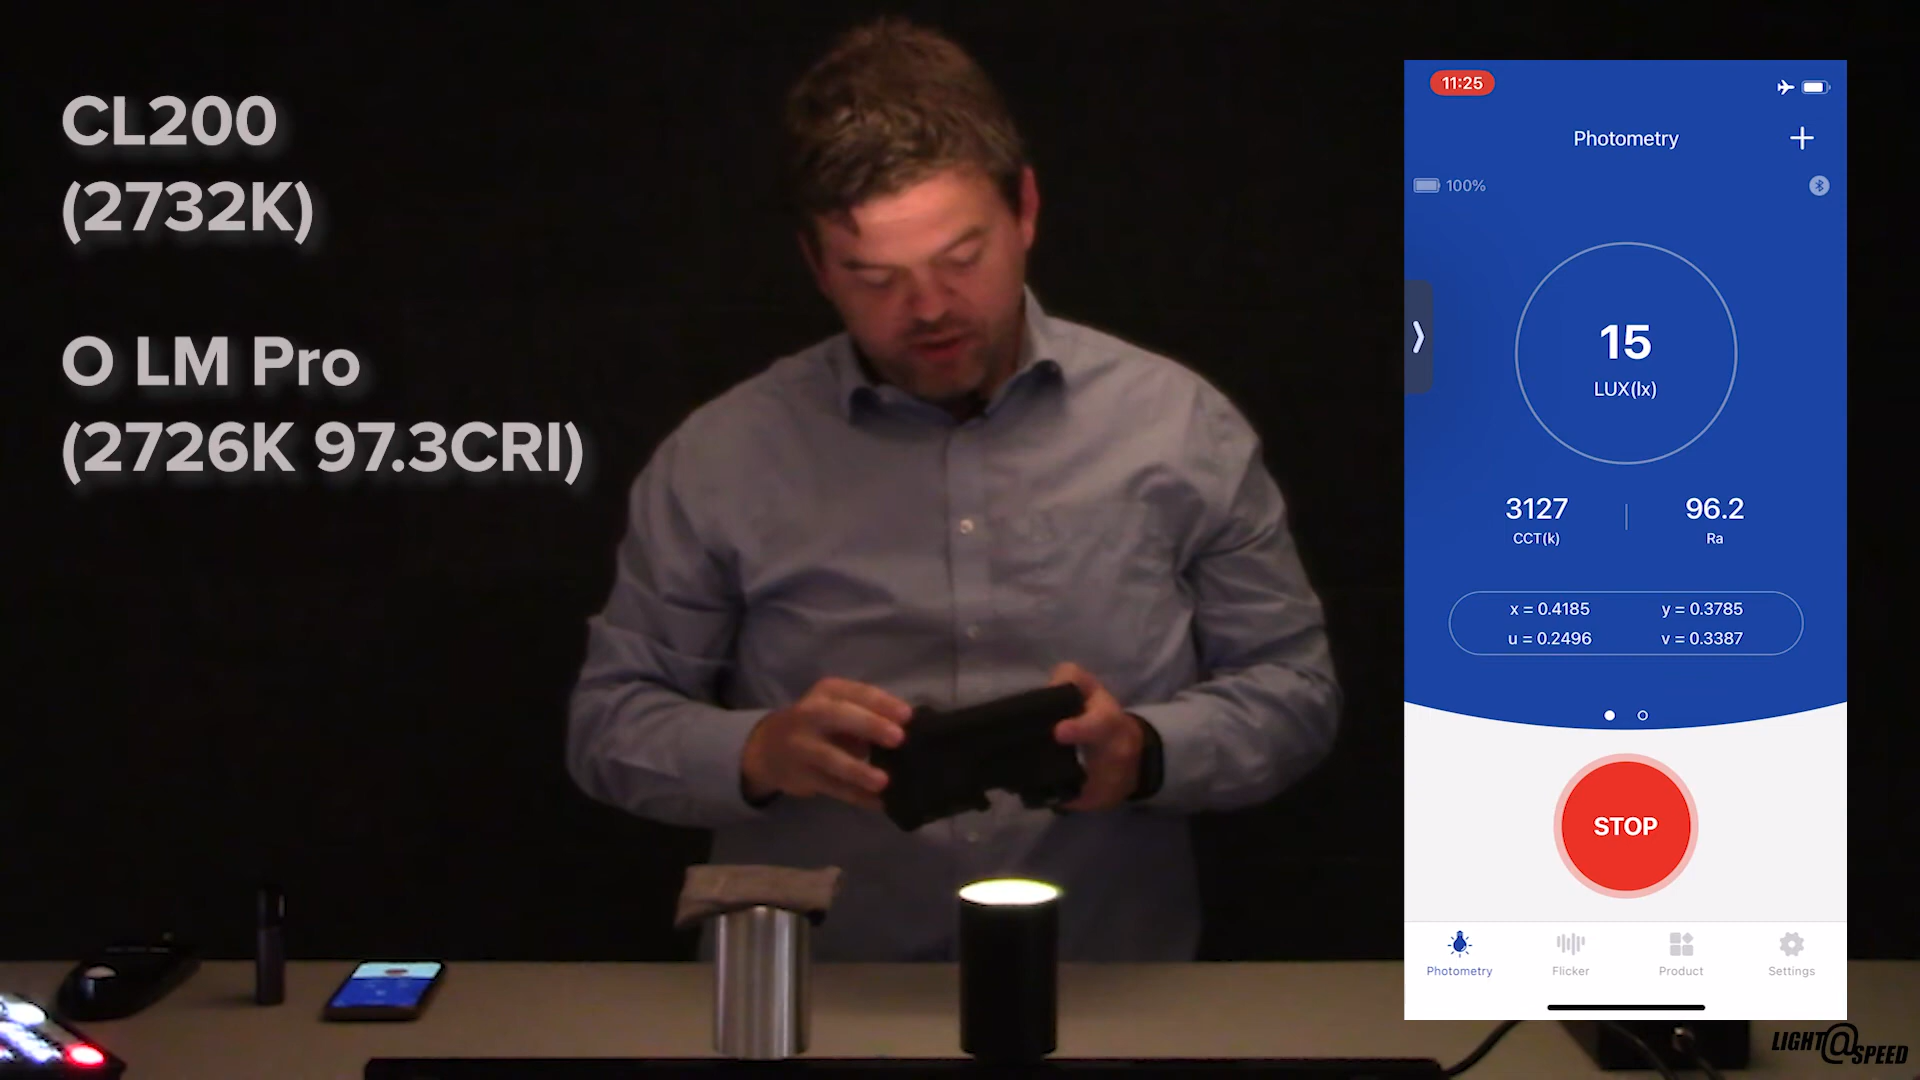 CL200
(2732K)
O LM Pro
(2726K 97.3CRI)
11:25
Photometry
100%
15
LUX(lx)
3127
CCT(k)
96.2
Ra
x = 0.4185
y = 0.3785
u = 0.2496
v = 0.3387
STOP
Photometry
Flicker
Product
Settings
LIGHT@SPEED